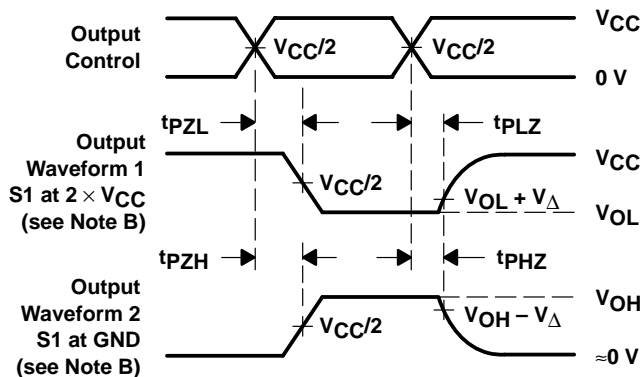 Output
Control
VCC/2
VCC/2
VCC
0 V
tPZL
tPLZ
Output
Waveform 1
S1 at 2 × VCC
(see Note B)
VCC/2
VCC
VOL + VΔ
VOL
tPZH
tPHZ
Output
Waveform 2
S1 at GND
(see Note B)
VCC/2
VOH
VOH − VΔ
≈0 V